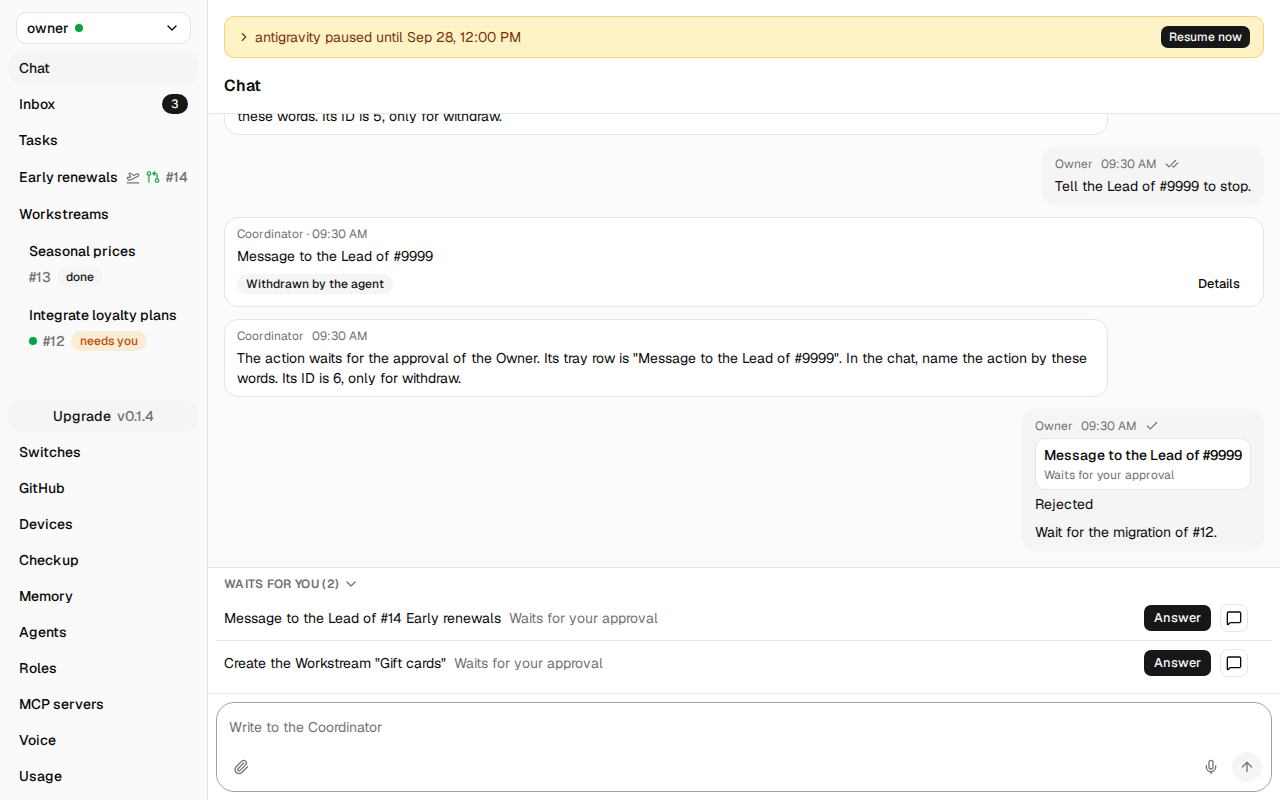 owner
Chat
Inbox 3
Tasks
Early renewals #14
Workstreams
Seasonal prices
#13 done
Integrate loyalty plans
#12 needs you
Upgrade v0.1.4
Switches
GitHub
Devices
Checkup
Memory
Agents
Roles
MCP servers
Voice
Usage
antigravity paused until Sep 28, 12:00 PM
Resume now
Chat
these words. Its ID is 5, only for withdraw.
Owner 09:30 AM
Tell the Lead of #9999 to stop.
Coordinator · 09:30 AM
Message to the Lead of #9999
Withdrawn by the agent
Details
Coordinator 09:30 AM
The action waits for the approval of the Owner. Its tray row is "Message to the Lead of #9999". In the chat, name the action by these
words. Its ID is 6, only for withdraw.
Owner 09:30 AM
Message to the Lead of #9999
Waits for your approval
Rejected
Wait for the migration of #12.
WAITS FOR YOU (2)
Message to the Lead of #14 Early renewals Waits for your approval
Answer
Create the Workstream "Gift cards" Waits for your approval
Answer
Write to the Coordinator